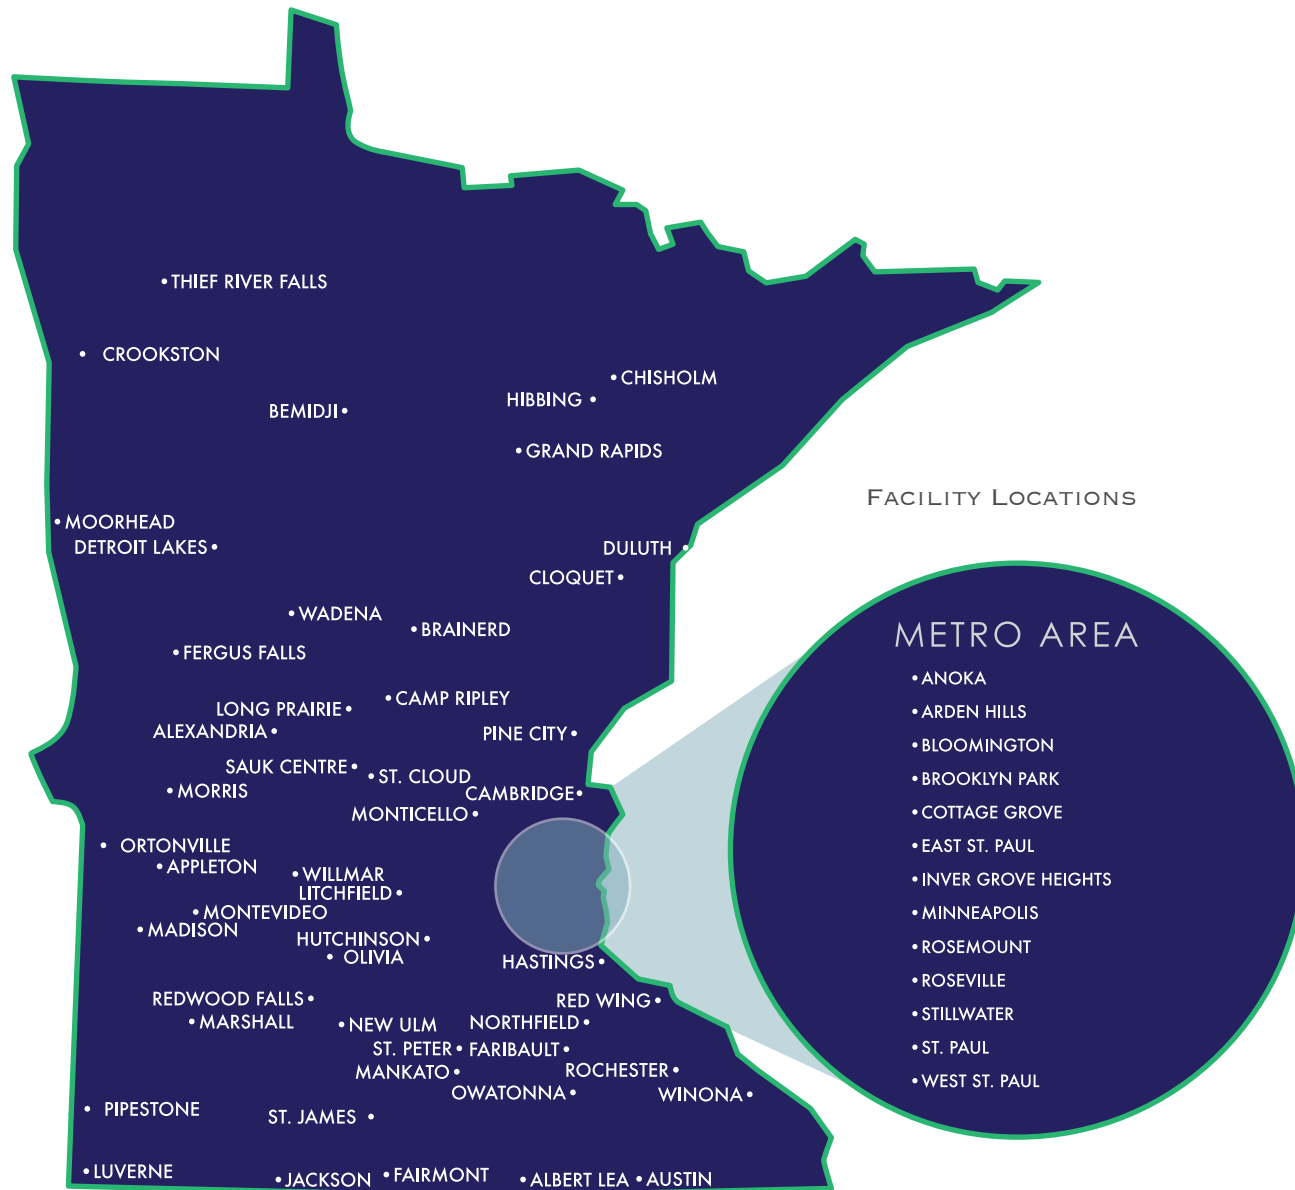 THIEF RIVER FALLS
CROOKSTON
CHISHOLM
HIBBING
BEMIDJI
GRAND RAPIDS
FACILITY LOCATIONS
MOORHEAD
DETROIT LAKES
DULUTH
CLOQUET
WADENA
BRAINERD
FERGUS FALLS
CAMP RIPLEY
LONG PRAIRIE
ALEXANDRIA
PINE CITY
SAUK CENTRE
ST. CLOUD
MORRIS
CAMBRIDGE
MONTICELLO
ORTONVILLE
APPLETON
WILLMAR
LITCHFIELD
MONTEVIDEO
MADISON
HUTCHINSON
OLIVIA
HASTINGS
REDWOOD FALLS
RED WING
MARSHALL
NEW ULM
NORTHFIELD
ST. PETER
FARIBAULT
MANKATO
ROCHESTER
OWATONNA
WINONA
PIPESTONE
ST. JAMES
LUVERNE
JACKSON
FAIRMONT
ALBERT LEA
AUSTIN
METRO AREA
• ANOKA
• ARDEN HILLS
• BLOOMINGTON
• BROOKLYN PARK
• COTTAGE GROVE
• EAST ST. PAUL
• INVER GROVE HEIGHTS
• MINNEAPOLIS
• ROSEMOUNT
• ROSEVILLE
• STILLWATER
• ST. PAUL
• WEST ST. PAUL